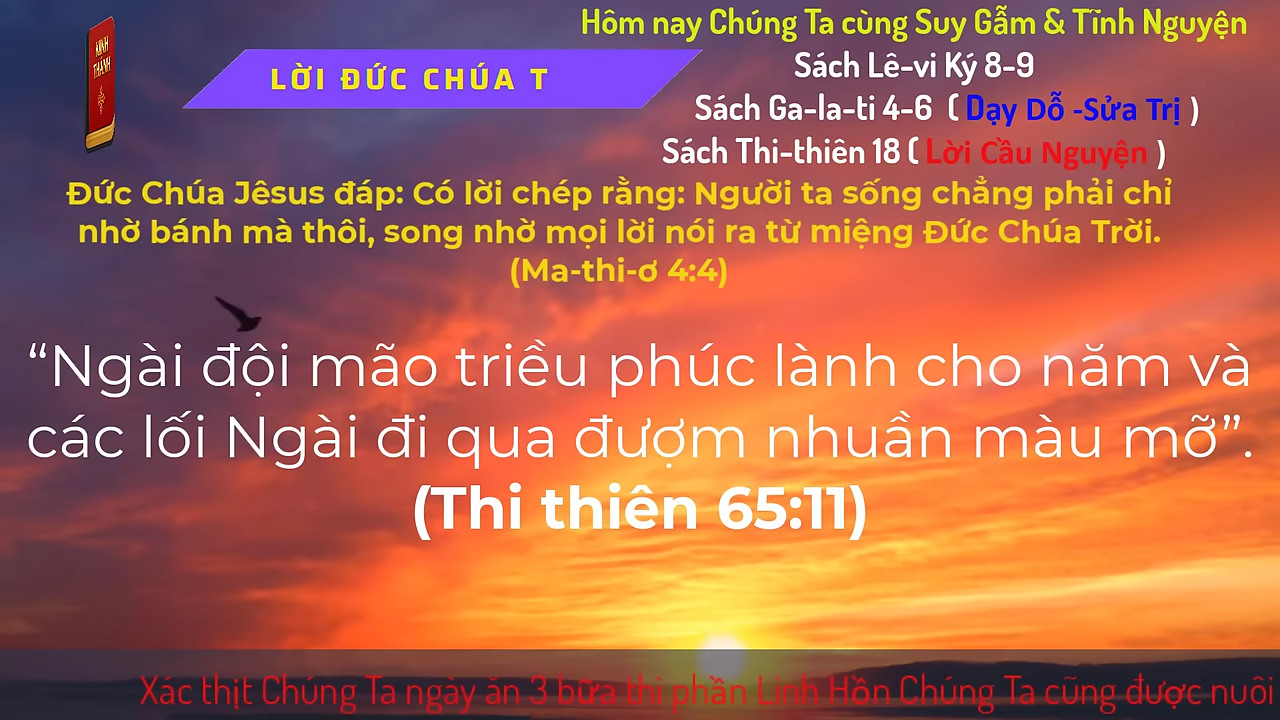 KINH
THÁNH
LỜI ĐỨC CHÚA T
Hôm nay Chúng Ta cùng Suy Gẫm & Tĩnh Nguyện
Sách Lê-vi Ký 8-9
Sách Ga-la-ti 4-6 ( Dạy Dỗ -Sửa Trị )
Sách Thi-thiên 18 ( Lời Cầu Nguyện )
Đức Chúa Jêsus đáp: Có lời chép rằng: Người ta sống chẳng phải chỉ
nhờ bánh mà thôi, song nhờ mọi lời nói ra từ miệng Đức Chúa Trời.
(Ma-thi-ơ 4:4)
“Ngài đội mão triều phúc lành cho năm và
các lối Ngài đi qua đượm nhuần màu mỡ”.
(Thi thiên 65:11)
Xác thịt Chúng Ta ngày ăn 3 bữa thì phần Linh Hồn Chúng Ta cũng được nuôi